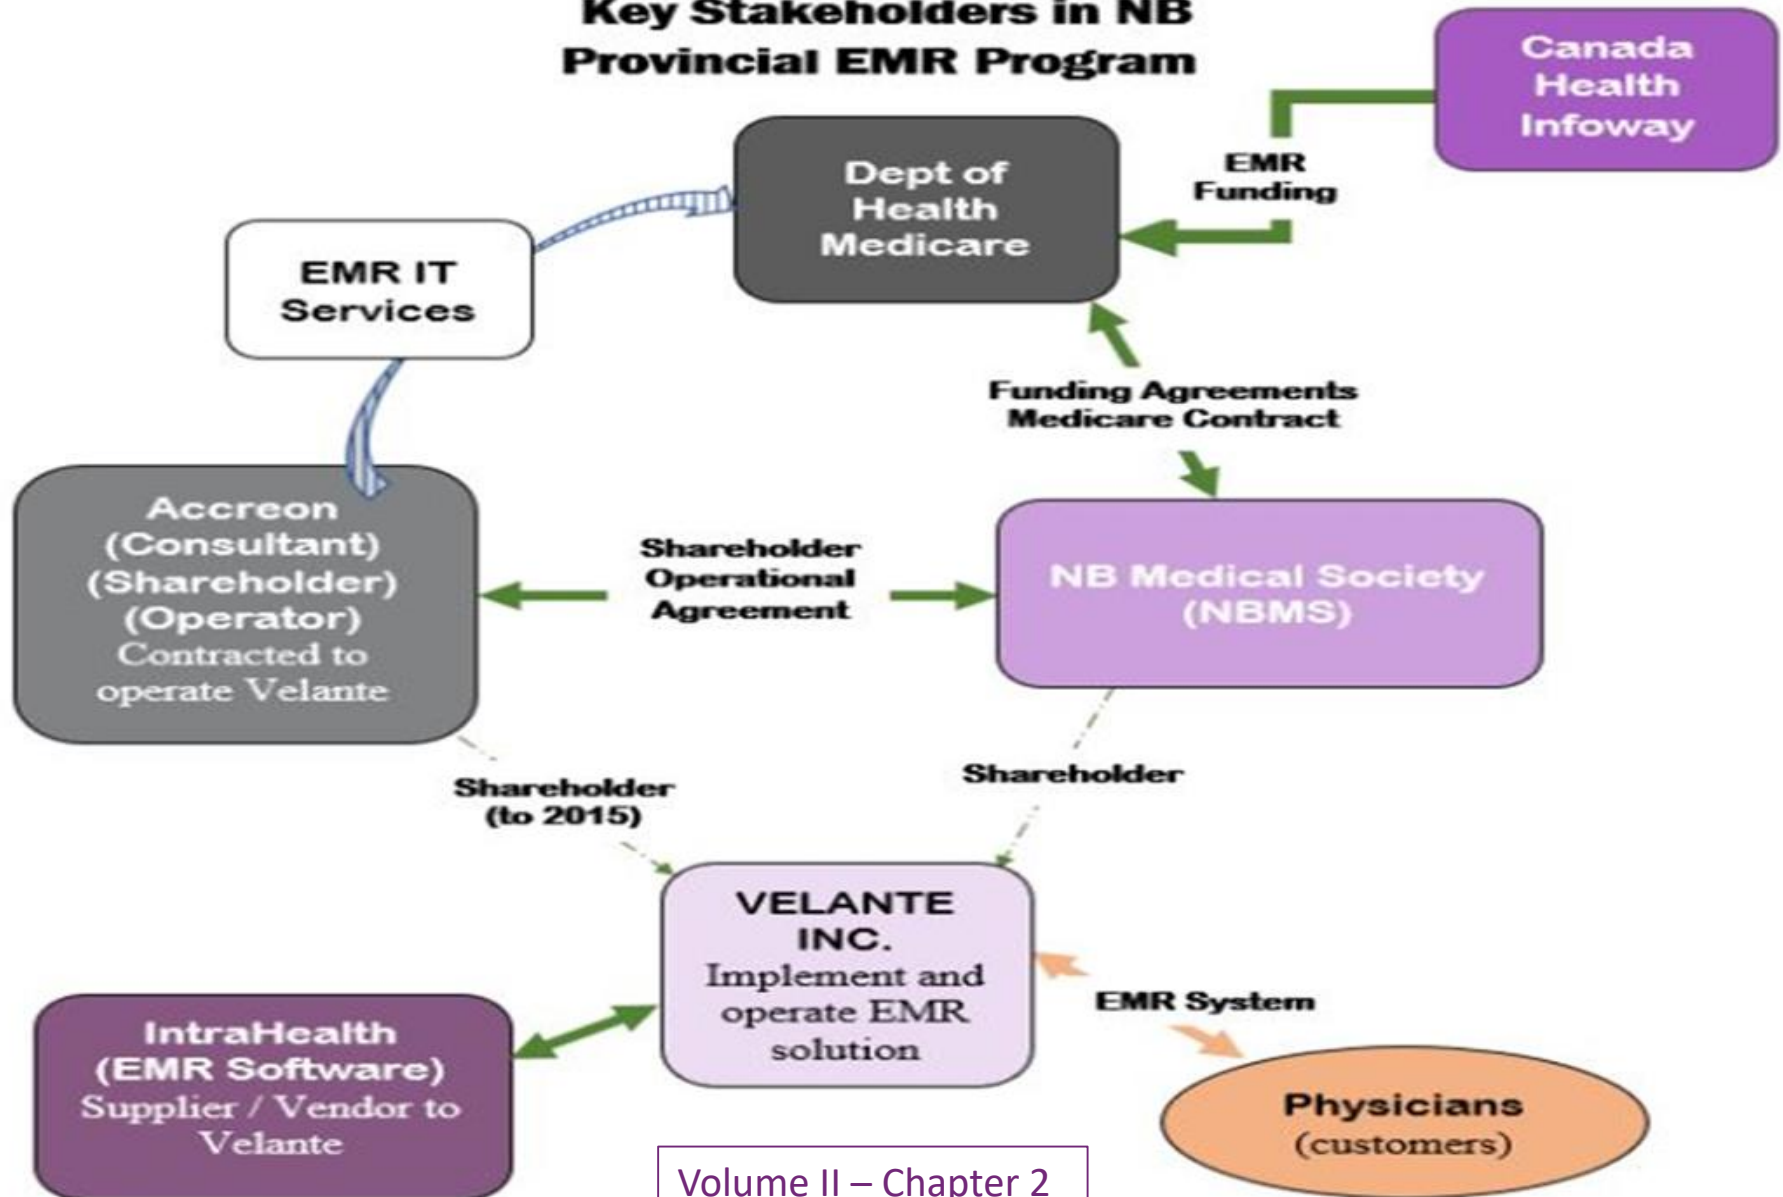 Key Stakeholders in NB
Provincial EMR Program
Canada
Health
Infoway
Dept of
Health
Medicare
EMR
Funding
EMR IT
Services
Funding Agreements
Medicare Contract
Accreon
(Consultant)
(Shareholder)
(Operator)
Contracted to
operate Velante
Shareholder
Operational
Agreement
NB Medical Society
(NBMS)
Shareholder
(to 2015)
Shareholder
VELANTE
INC.
Implement and
operate EMR
solution
EMR System
IntraHealth
(EMR Software)
Supplier / Vendor to
Velante
Physicians
(customers)
Volume II – Chapter 2